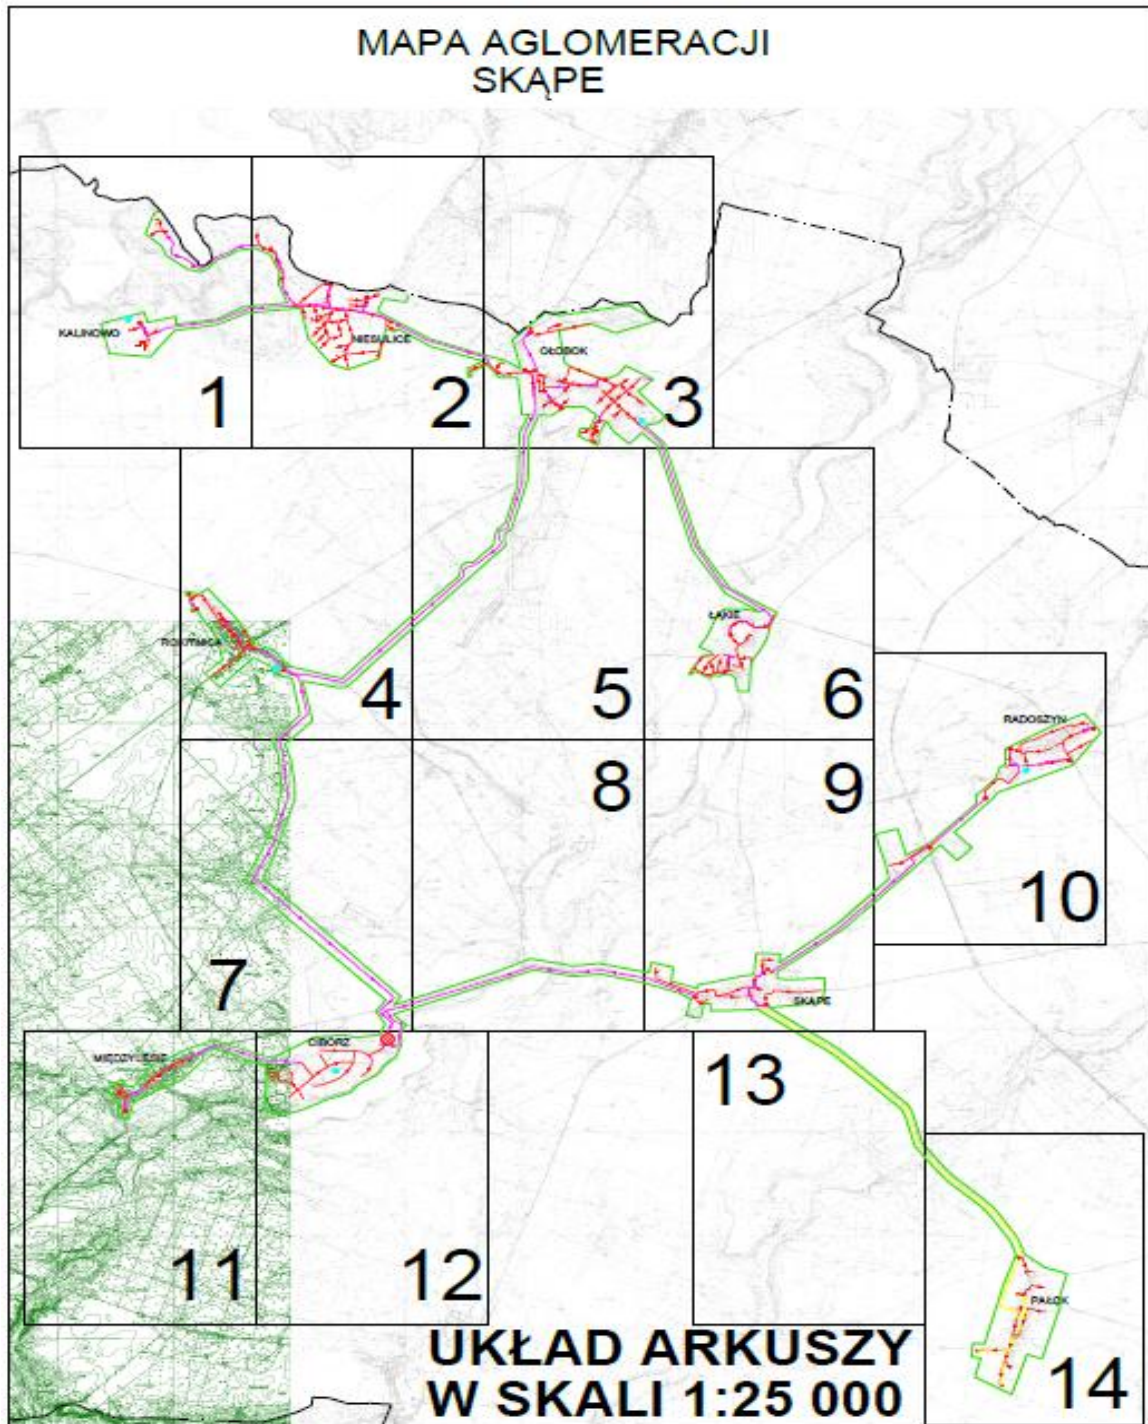 MAPA AGLOMERACJI
SKĄPE
KALINOWO
NIESULICE
OŁOBOK
1
2
3
ROKITNICA
ŁĄKIE
4
5
6
RADOSZYN
8
9
10
7
SKĄPE
MIĘDZYLESIE
CIBÓRZ
13
11
12
PAŁCK
14
UKŁAD ARKUSZY
W SKALI 1:25 000